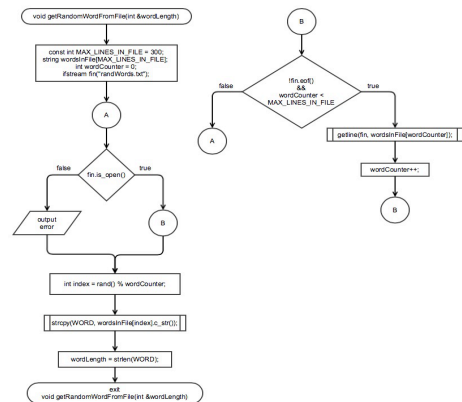 void getRandomWordFromFile(int &wordLength)
const int MAX_LINES_IN_FILE = 300;
string wordsInFile[MAX_LINES_IN_FILE];
int wordCounter = 0;
ifstream fin("randWords.txt");
A
false
fin.is_open()
true
output
error
B
int index = rand() % wordCounter;
strcpy(WORD, wordsInFile[index].c_str());
wordLength = strlen(WORD);
exit
void getRandomWordFromFile(int &wordLength)
B
false
!fin.eof()
&&
wordCounter <
MAX_LINES_IN_FILE
true
A
getline(fin, wordsInFile[wordCounter]);
wordCounter++;
B